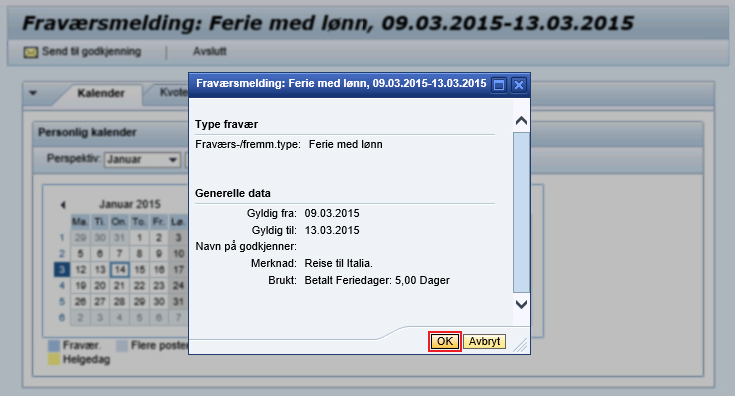 Fraværsmelding: Ferie med lønn, 09.03.2015-13.03.2015
Send til godkjenning | Avslutt
Kalender Kvote
Personlig kalender
Perspektiv: Januar
Januar 2015
Ma. Ti. On. To. Fr. Lø.
1 29 30 31 1 2 3
2 5 6 7 8 9 10
3 12 13 14 15 16 17
4 19 20 21 22 23 24
5 26 27 28 29 30 31
6 2 3 4 5 6 7
Fraværr. Flere poster
Helgedag
Fraværsmelding: Ferie med lønn, 09.03.2015-13.03.2015
Type fravær
Fraværs-/fremm.type: Ferie med lønn
Generelle data
Gyldig fra: 09.03.2015
Gyldig til: 13.03.2015
Navn på godkjenner:
Merknad: Reise til Italia.
Brukt: Betalt Feriedager: 5,00 Dager
OK Avbryt